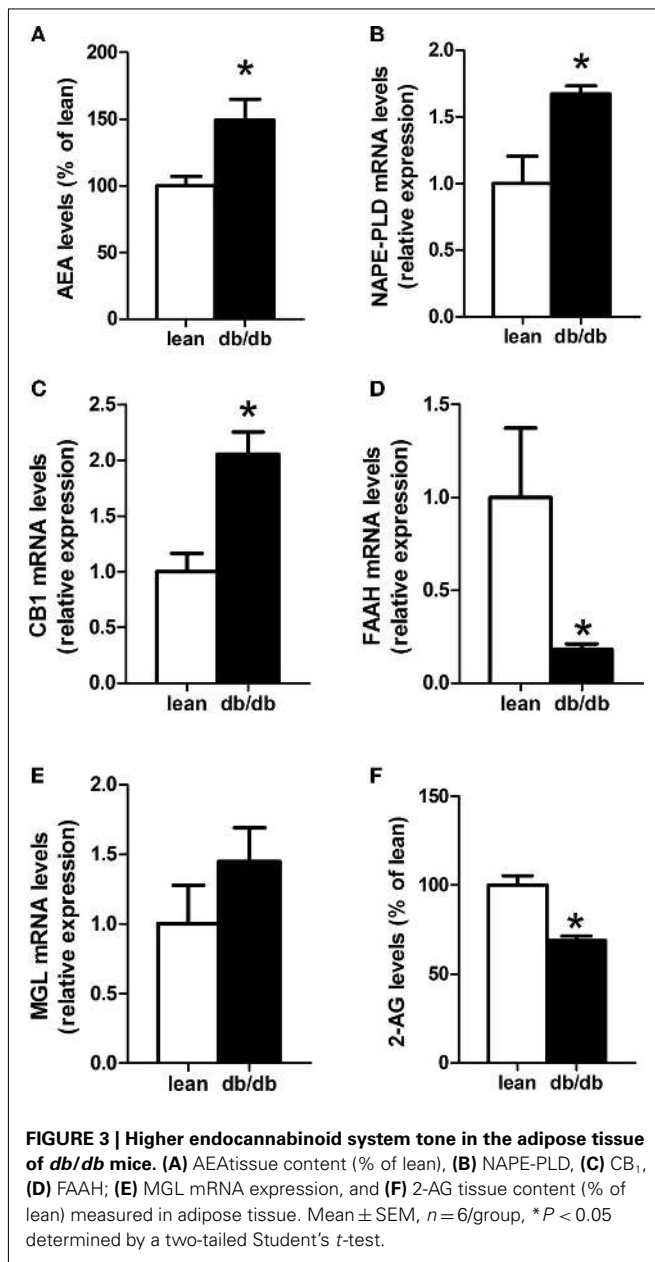 A
AEA levels (% of lean)
200
150
100
50
0
*
lean db/db
B
NAPE-PLD mRNA levels
(relative expression)
2.0
1.5
1.0
0.5
0.0
*
lean db/db
C
CB1 mRNA levels
(relative expression)
2.5
2.0
1.5
1.0
0.5
0.0
*
lean db/db
D
FAAH mRNA levels
(relative expression)
1.5
1.0
0.5
0.0
*
lean db/db
E
MGL mRNA levels
(relative expression)
2.0
1.5
1.0
0.5
0.0
lean db/db
F
2-AG levels (% of lean)
150
100
50
0
*
lean db/db
FIGURE 3 | Higher endocannabinoid system tone in the adipose tissue
of db/db mice. (A) AEAtissue content (% of lean), (B) NAPE-PLD, (C) CB₁,
(D) FAAH; (E) MGL mRNA expression, and (F) 2-AG tissue content (% of
lean) measured in adipose tissue. Mean ± SEM, n = 6/group, *P < 0.05
determined by a two-tailed Student’s t-test.